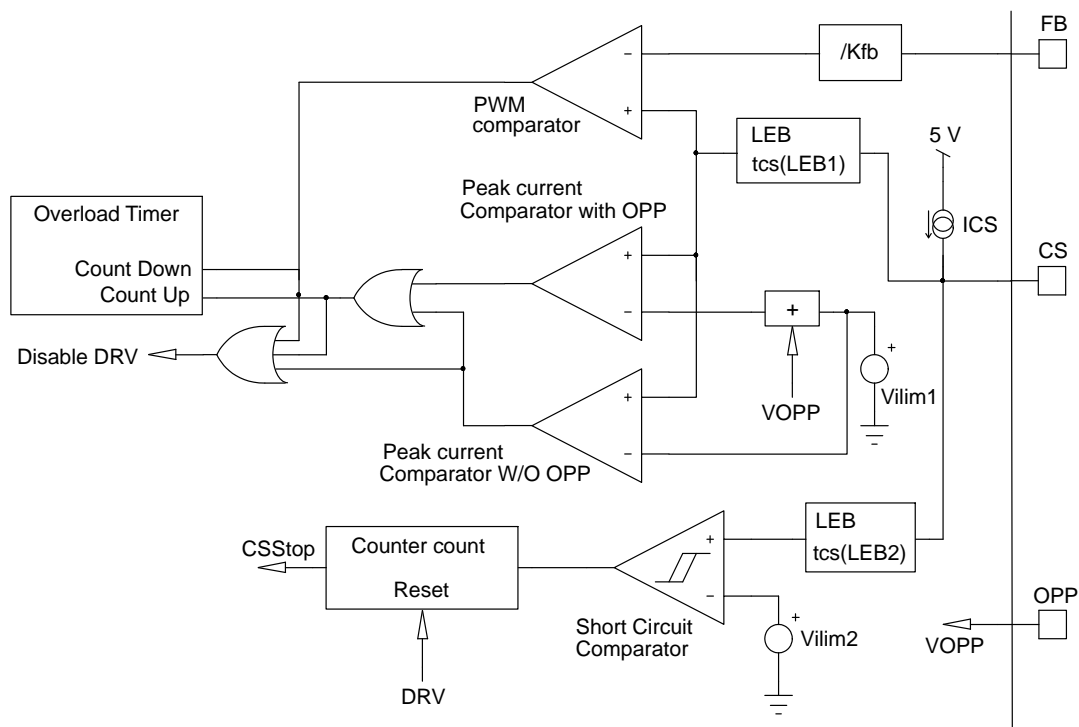 FB
/Kfb
−
+
PWM
comparator
LEB
tcs(LEB1)
5 V
ICS
CS
Peak current
Comparator with OPP
Overload Timer
Count Down
Count Up
+
−
+
+
Vilim1
VOPP
Disable DRV
+
−
Peak current
Comparator W/O OPP
LEB
tcs(LEB2)
CSStop
Counter count
Reset
+
−
Short Circuit
Comparator
+
Vilim2
OPP
VOPP
DRV